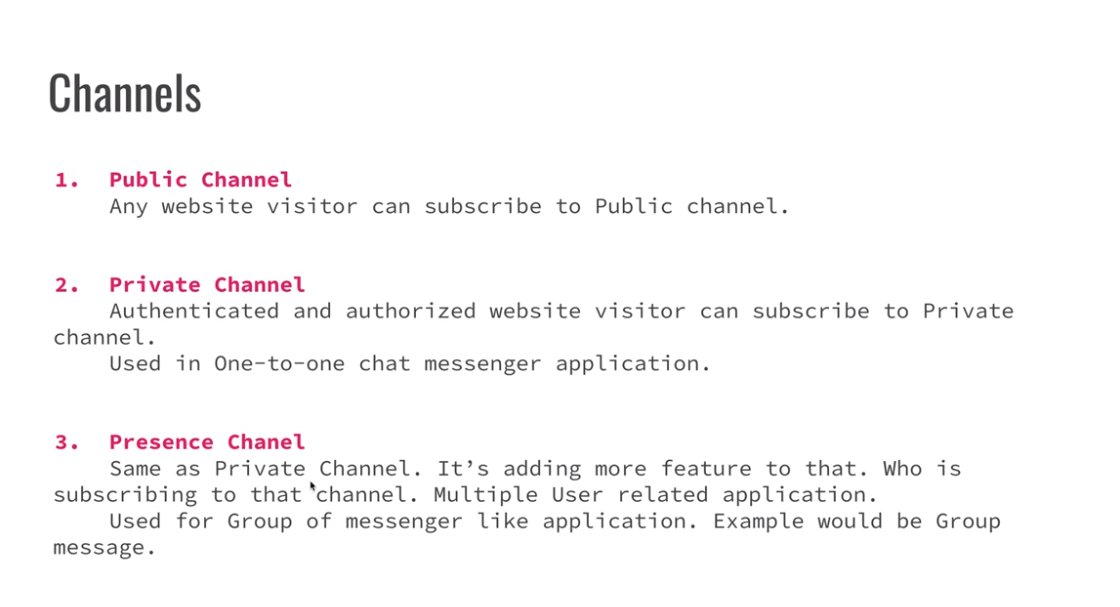 Channels
1. Public Channel
Any website visitor can subscribe to Public channel.
2. Private Channel
Authenticated and authorized website visitor can subscribe to Private
channel.
Used in One-to-one chat messenger application.
3. Presence Chanel
Same as Private Channel. It’s adding more feature to that. Who is
subscribing to that channel. Multiple User related application.
Used for Group of messenger like application. Example would be Group
message.